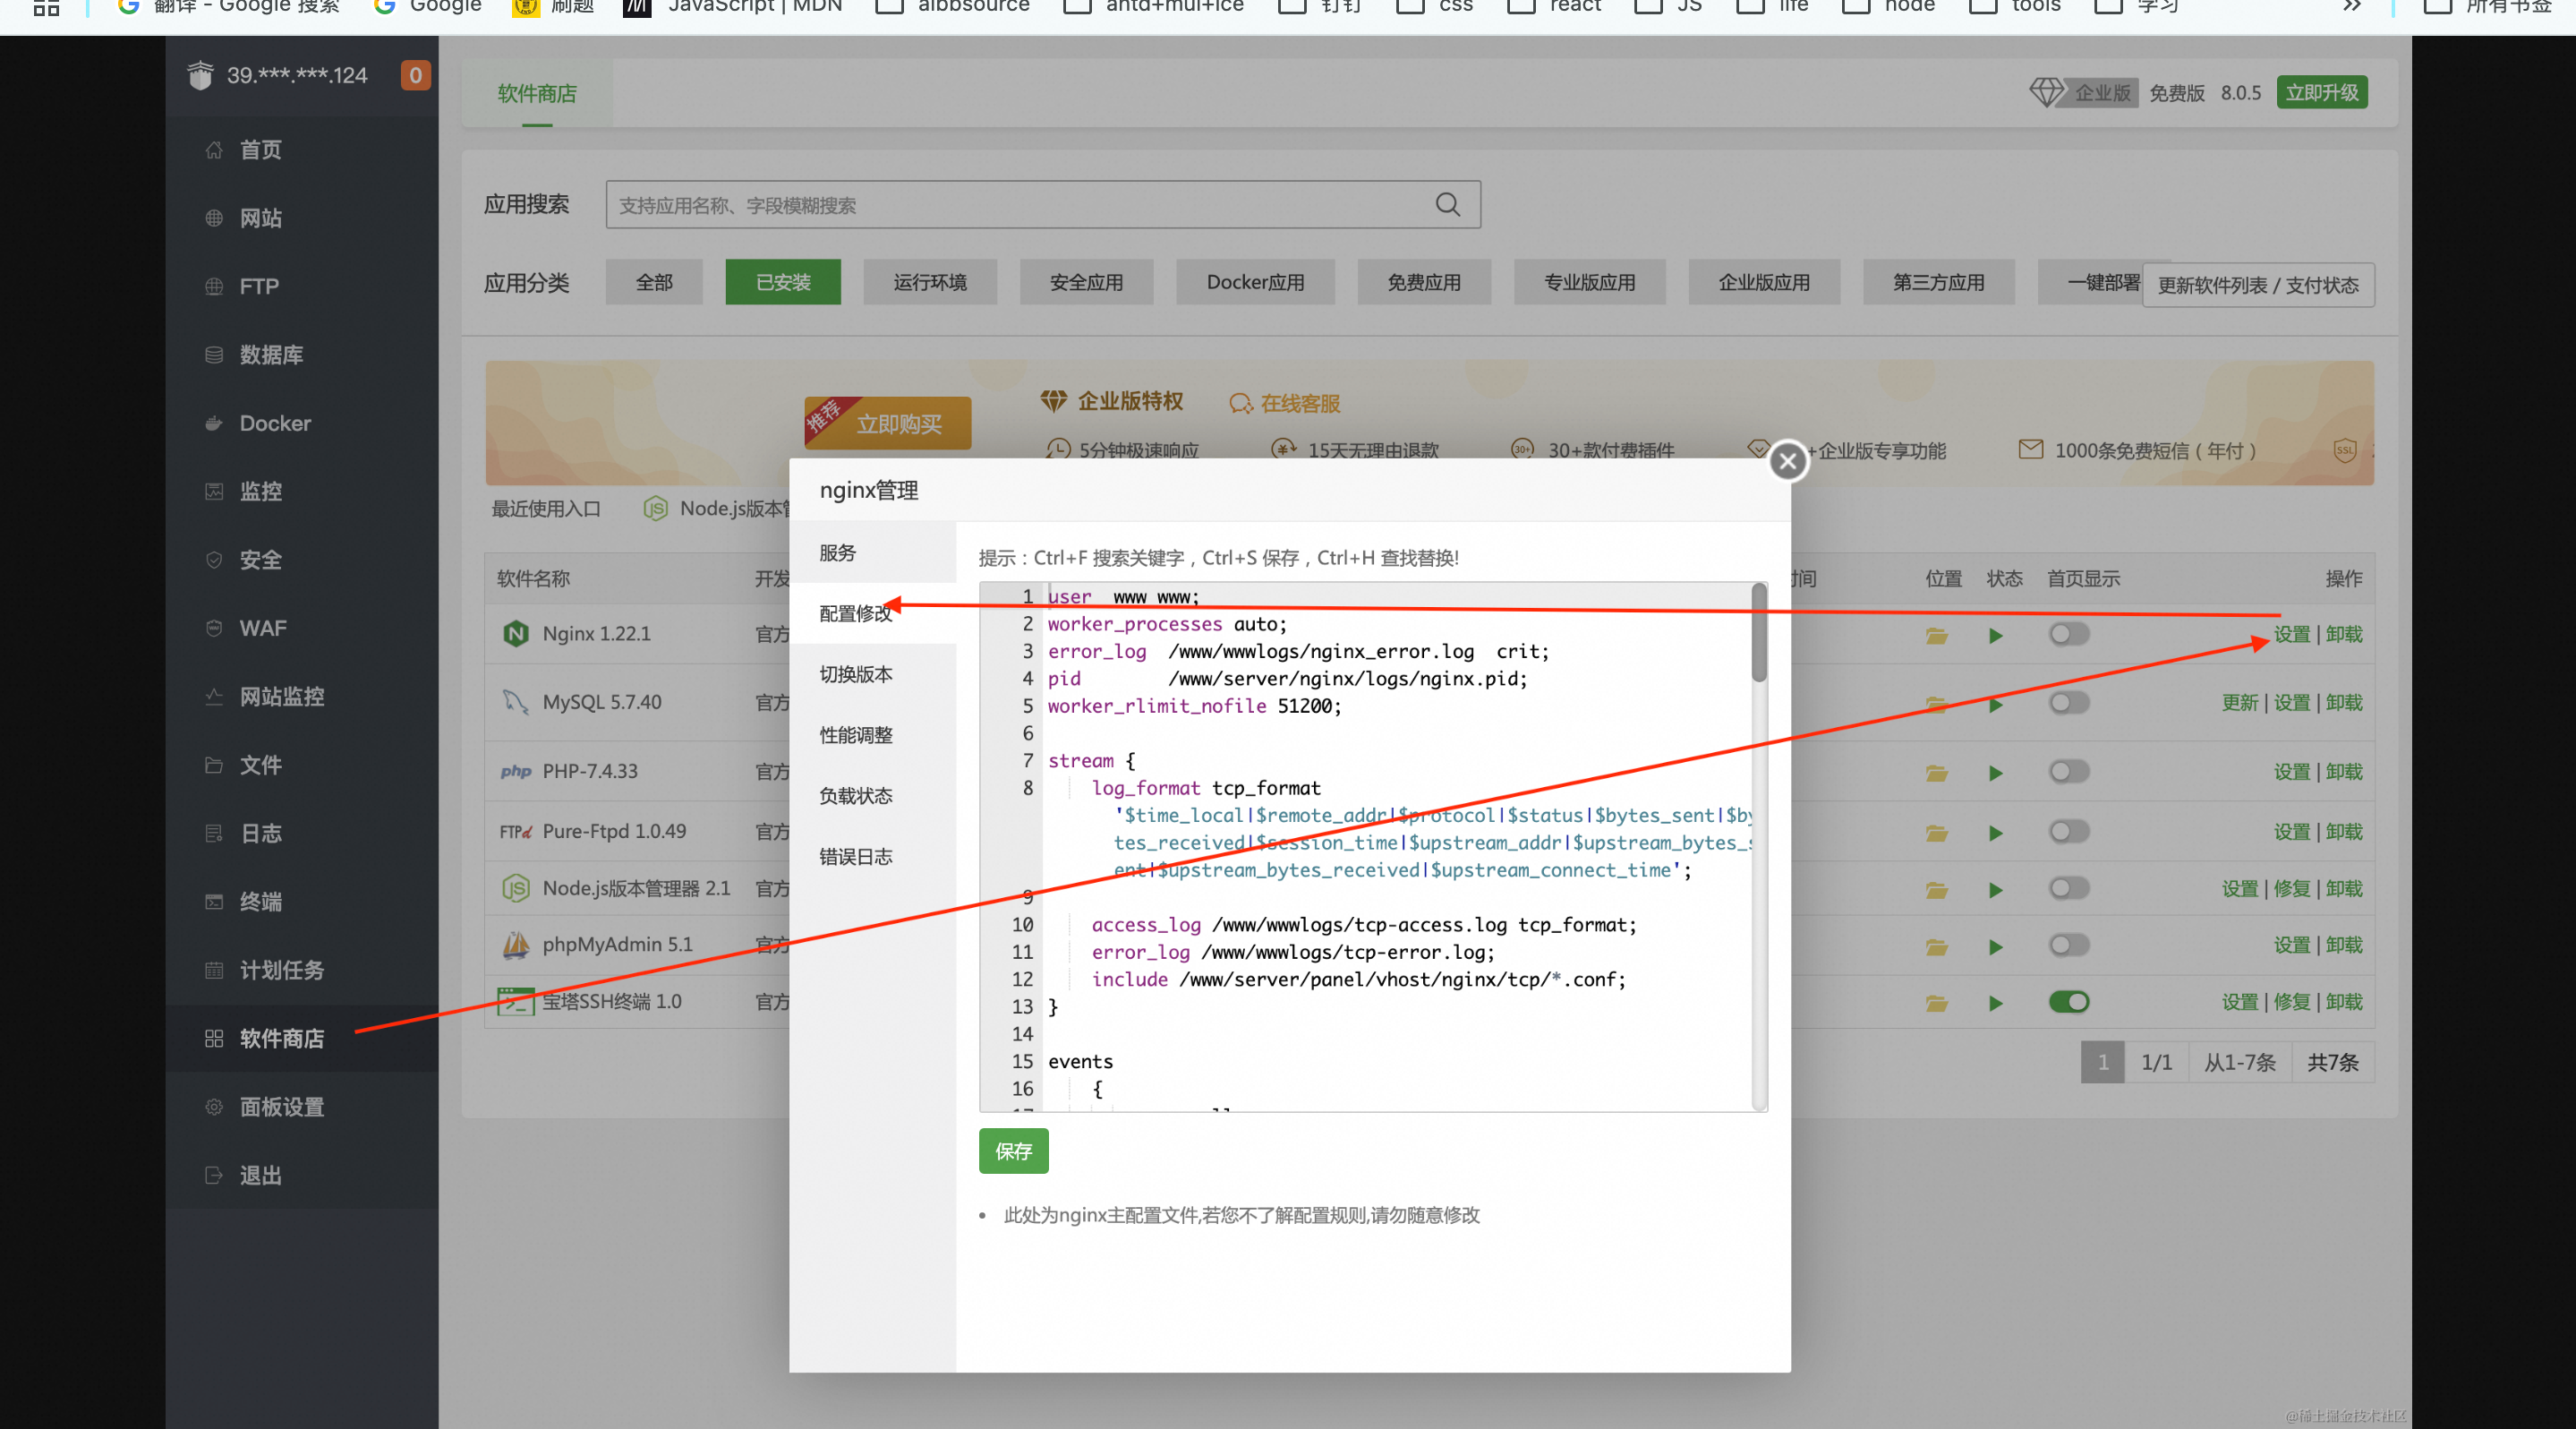 翻译 - Google 搜索
Google
刷题
JavaScript | MDN
albbsource
antd+mui+ice
钉钉
css
react
JS
life
node
tools
学习
»
所有书签
39.***.***.124
0
首页
网站
FTP
数据库
Docker
监控
安全
WAF
网站监控
文件
日志
终端
计划任务
软件商店
面板设置
退出
软件商店
企业版
免费版
8.0.5
立即升级
应用搜索
支持应用名称、字段模糊搜索
应用分类
全部
已安装
运行环境
安全应用
Docker应用
免费应用
专业版应用
企业版应用
第三方应用
一键部署
更新软件列表 / 支付状态
推荐
立即购买
企业版特权
在线客服
5分钟极速响应
15天无理由退款
30+
30+款付费插件
+企业版专享功能
1000条免费短信（年付）
SSL
最近使用入口
Node.js版本管
软件名称
开发
时间
位置
状态
首页显示
操作
Nginx 1.22.1
官方
设置 | 卸载
MySQL 5.7.40
官方
更新 | 设置 | 卸载
php PHP-7.4.33
官方
设置 | 卸载
FTPd Pure-Ftpd 1.0.49
官方
设置 | 卸载
Node.js版本管理器 2.1
官方
设置 | 修复 | 卸载
phpMyAdmin 5.1
官方
设置 | 卸载
宝塔SSH终端 1.0
官方
设置 | 修复 | 卸载
1
1/1
从1-7条
共7条
nginx管理
服务
配置修改
切换版本
性能调整
负载状态
错误日志
提示：Ctrl+F 搜索关键字，Ctrl+S 保存，Ctrl+H 查找替换!
1 user  www www;
2 worker_processes auto;
3 error_log  /www/wwwlogs/nginx_error.log  crit;
4 pid        /www/server/nginx/logs/nginx.pid;
5 worker_rlimit_nofile 51200;
6
7 stream {
8     log_format tcp_format
'$time_local|$remote_addr|$protocol|$status|$bytes_sent|$by
tes_received|$session_time|$upstream_addr|$upstream_bytes_s
ent|$upstream_bytes_received|$upstream_connect_time';
9
10     access_log /www/wwwlogs/tcp-access.log tcp_format;
11     error_log /www/wwwlogs/tcp-error.log;
12     include /www/server/panel/vhost/nginx/tcp/*.conf;
13 }
14
15 events
16     {
保存
此处为nginx主配置文件,若您不了解配置规则,请勿随意修改
@稀土掘金技术社区